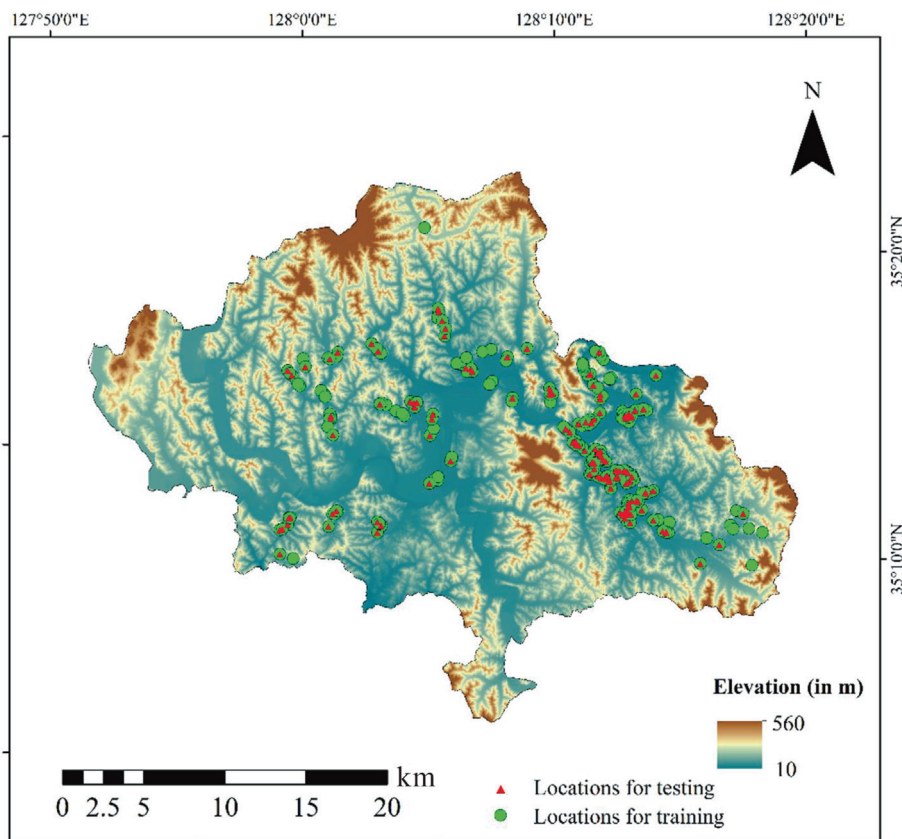 127°50'0"E 128°0'0"E 128°10'0"E 128°20'0"E
N
35°20'0"N
35°10'0"N
Elevation (in m)
560
10
km
0 2.5 5 10 15 20
Locations for testing
Locations for training